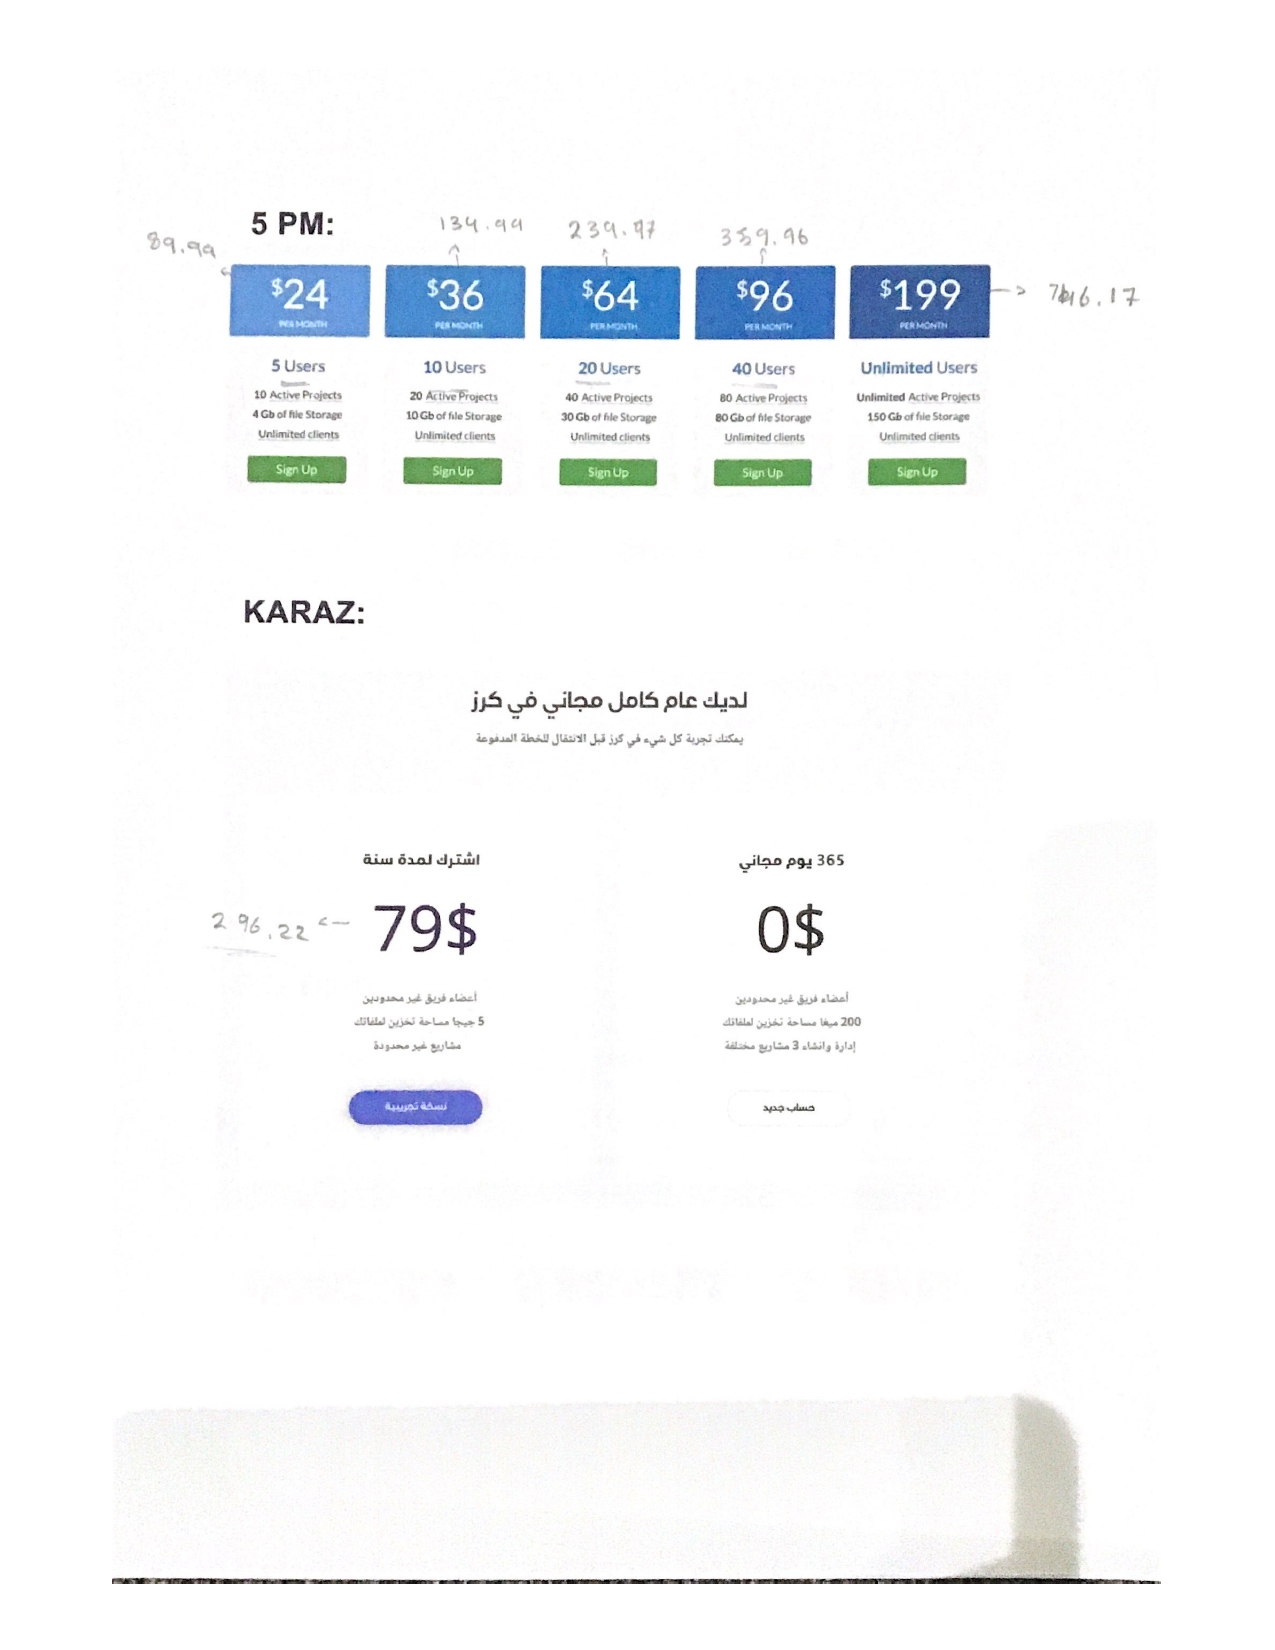 5 PM:
89.99
134.99
239.97
359.96
746.17
$24
PER MONTH
$36
PER MONTH
$64
PER MONTH
$96
PER MONTH
$199
PER MONTH
5 Users
10 Active Projects
4 Gb of file Storage
Unlimited clients
Sign Up
10 Users
20 Active Projects
10 Gb of file Storage
Unlimited clients
Sign Up
20 Users
40 Active Projects
30 Gb of file Storage
Unlimited clients
Sign Up
40 Users
80 Active Projects
80 Gb of file Storage
Unlimited clients
Sign Up
Unlimited Users
Unlimited Active Projects
150 Gb of file Storage
Unlimited clients
Sign Up
KARAZ:
لديك عام كامل مجاني في كرز
يمكنك تجربة كل شيء في كرز قبل الانتقال للخطة المدفوعة
365 يوم مجاني
0$
أعضاء فريق غير محدودين
200 ميغا مساحة تخزين لملفاتك
إدارة وانشاء 3 مشاريع مختلفة
حساب جديد
اشترك لمدة سنة
79$
296.22
أعضاء فريق غير محدودين
5 جيجا مساحة تخزين لملفاتك
مشاريع غير محدودة
نسخة تجريبية